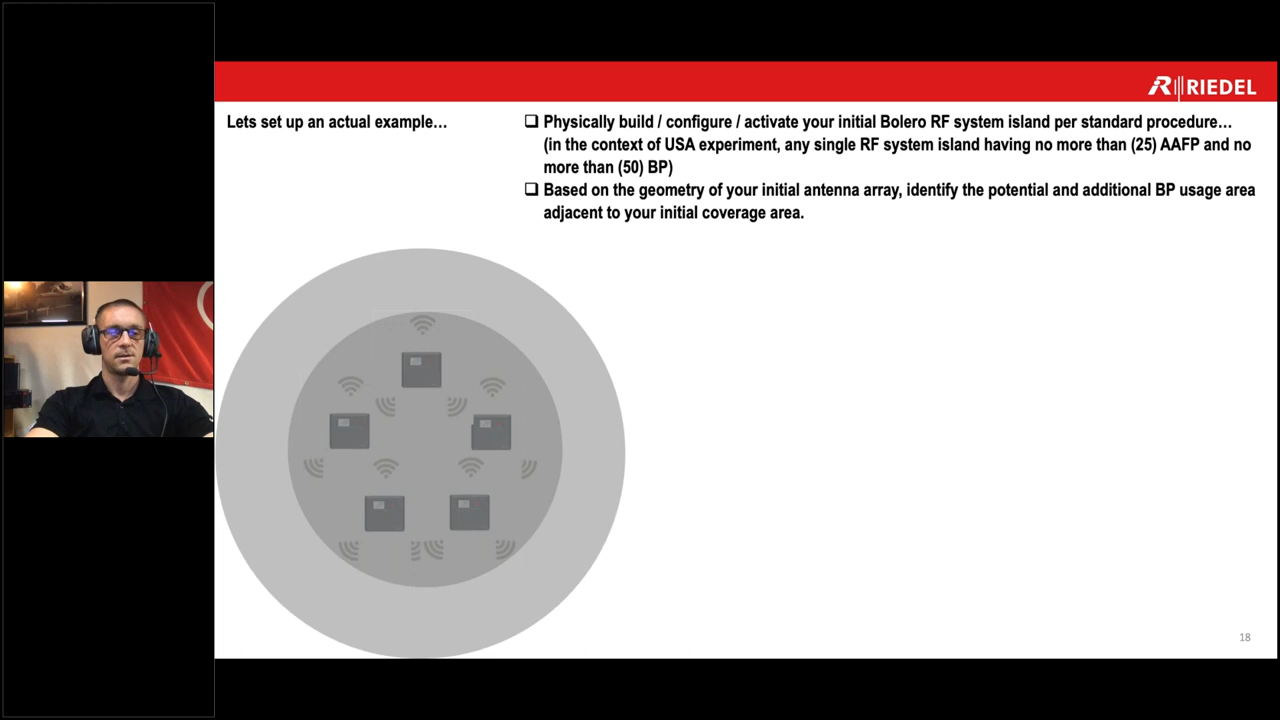 RIEDEL
Lets set up an actual example…
❑ Physically build / configure / activate your initial Bolero RF system island per standard procedure…
(in the context of USA experiment, any single RF system island having no more than (25) AAFP and no
more than (50) BP)
❑ Based on the geometry of your initial antenna array, identify the potential and additional BP usage area
adjacent to your initial coverage area.
18